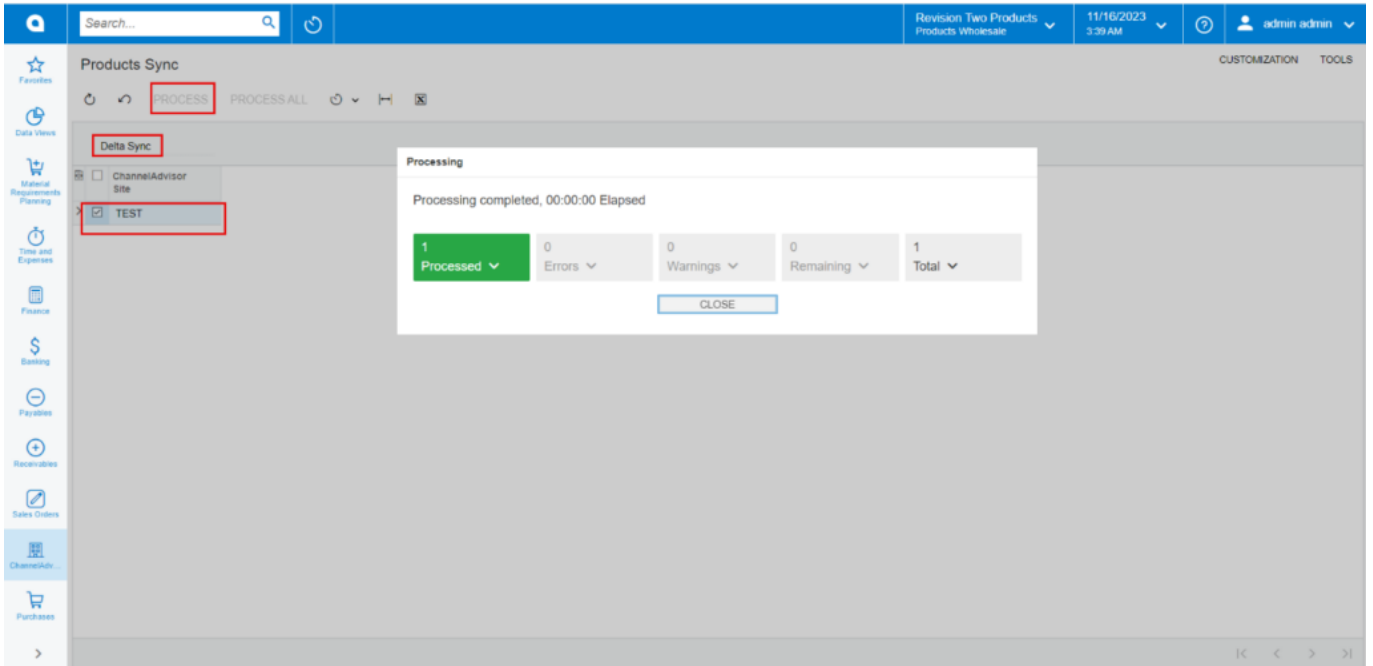 Search...
Revision Two Products
Products Wholesale
11/16/2023
3:39 AM
admin admin
Favorites
Data Views
Material
Requirements
Planning
Time and
Expenses
Finance
Banking
Payables
Receivables
Sales Orders
ChannelAdv...
Purchases
Products Sync
CUSTOMIZATION
TOOLS
PROCESS
PROCESS ALL
Delta Sync
ChannelAdvisor
Site
TEST
Processing
Processing completed, 00:00:00 Elapsed
1
Processed
0
Errors
0
Warnings
0
Remaining
1
Total
CLOSE